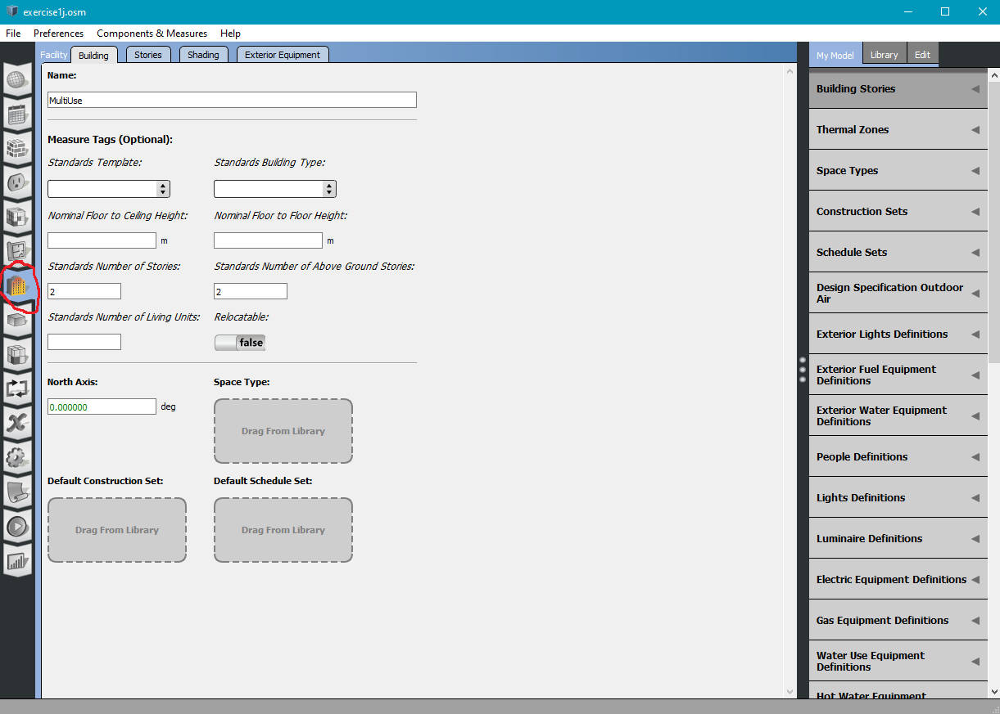 exercise1j.osm
File Preferences Components & Measures Help
Facility Building Stories Shading Exterior Equipment
My Model Library Edit
Name:
MultiUse
Measure Tags (Optional):
Standards Template: Standards Building Type:
Nominal Floor to Ceiling Height: Nominal Floor to Floor Height:
m m
Standards Number of Stories: Standards Number of Above Ground Stories:
2 2
Standards Number of Living Units: Relocatable:
false
North Axis: Space Type:
0.000000 deg
Drag From Library
Default Construction Set: Default Schedule Set:
Drag From Library Drag From Library
Building Stories
Thermal Zones
Space Types
Construction Sets
Schedule Sets
Design Specification Outdoor
Air
Exterior Lights Definitions
Exterior Fuel Equipment
Definitions
Exterior Water Equipment
Definitions
People Definitions
Lights Definitions
Luminaire Definitions
Electric Equipment Definitions
Gas Equipment Definitions
Water Use Equipment
Definitions
Hot Water Equipment